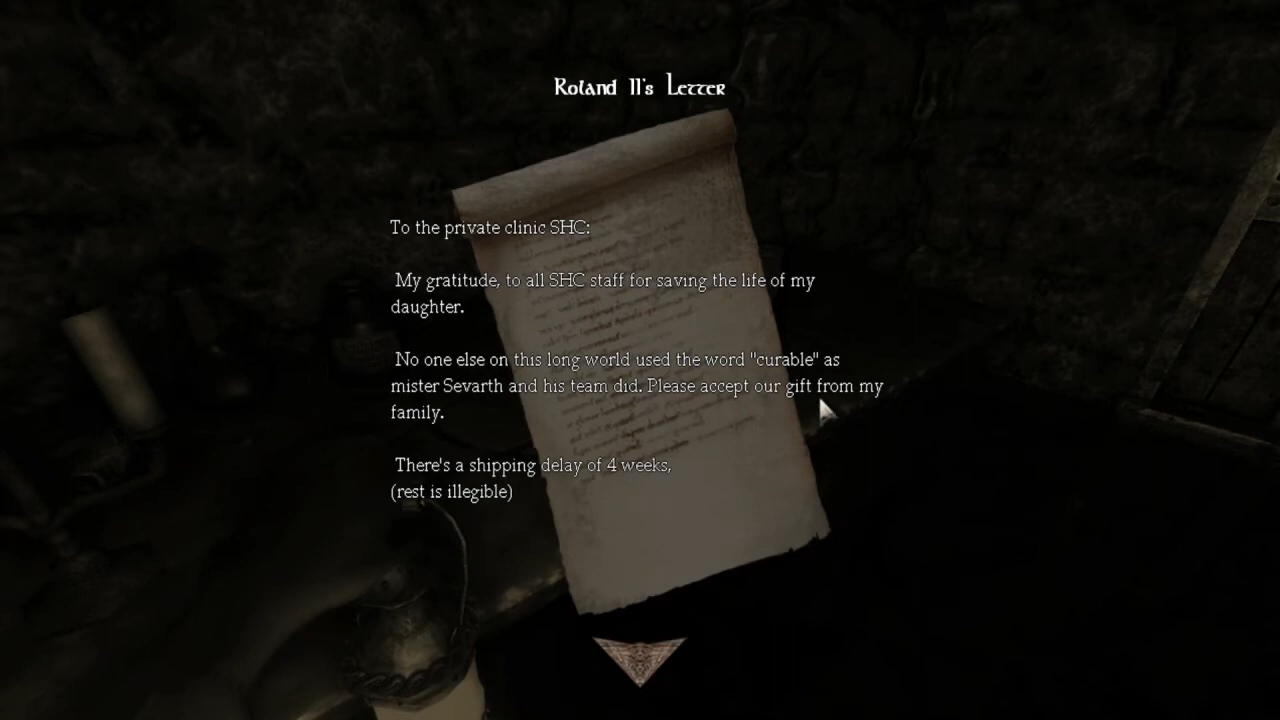 Roland II's Letter
To the private clinic SHC:
My gratitude, to all SHC staff for saving the life of my
daughter.
No one else on this long world used the word "curable" as
mister Sevarth and his team did. Please accept our gift from my
family.
There's a shipping delay of 4 weeks,
(rest is illegible)